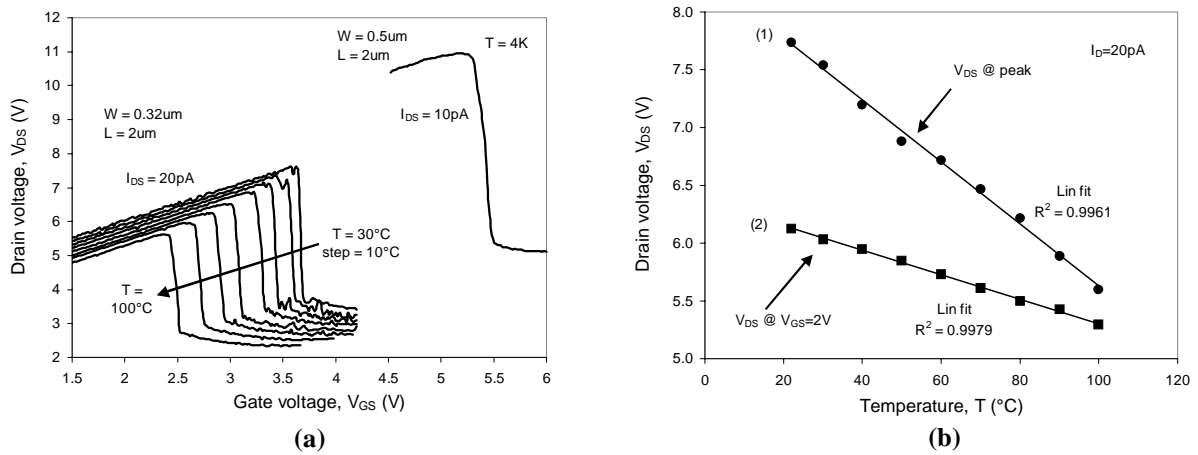 12
11
10
9
8
7
6
5
4
3
2
1.5
2
2.5
3
3.5
4
4.5
5
5.5
6
Drain voltage, VDS (V)
Gate voltage, VGS (V)
W = 0.5um
L = 2um
T = 4K
IDS = 10pA
W = 0.32um
L = 2um
IDS = 20pA
T = 30°C
step = 10°C
T =
100°C
(a)
8.0
7.5
7.0
6.5
6.0
5.5
5.0
0
20
40
60
80
100
120
Drain voltage, VDS (V)
Temperature, T (°C)
(1)
ID=20pA
VDS @ peak
Lin fit
R² = 0.9961
(2)
VDS @ VGS=2V
Lin fit
R² = 0.9979
(b)